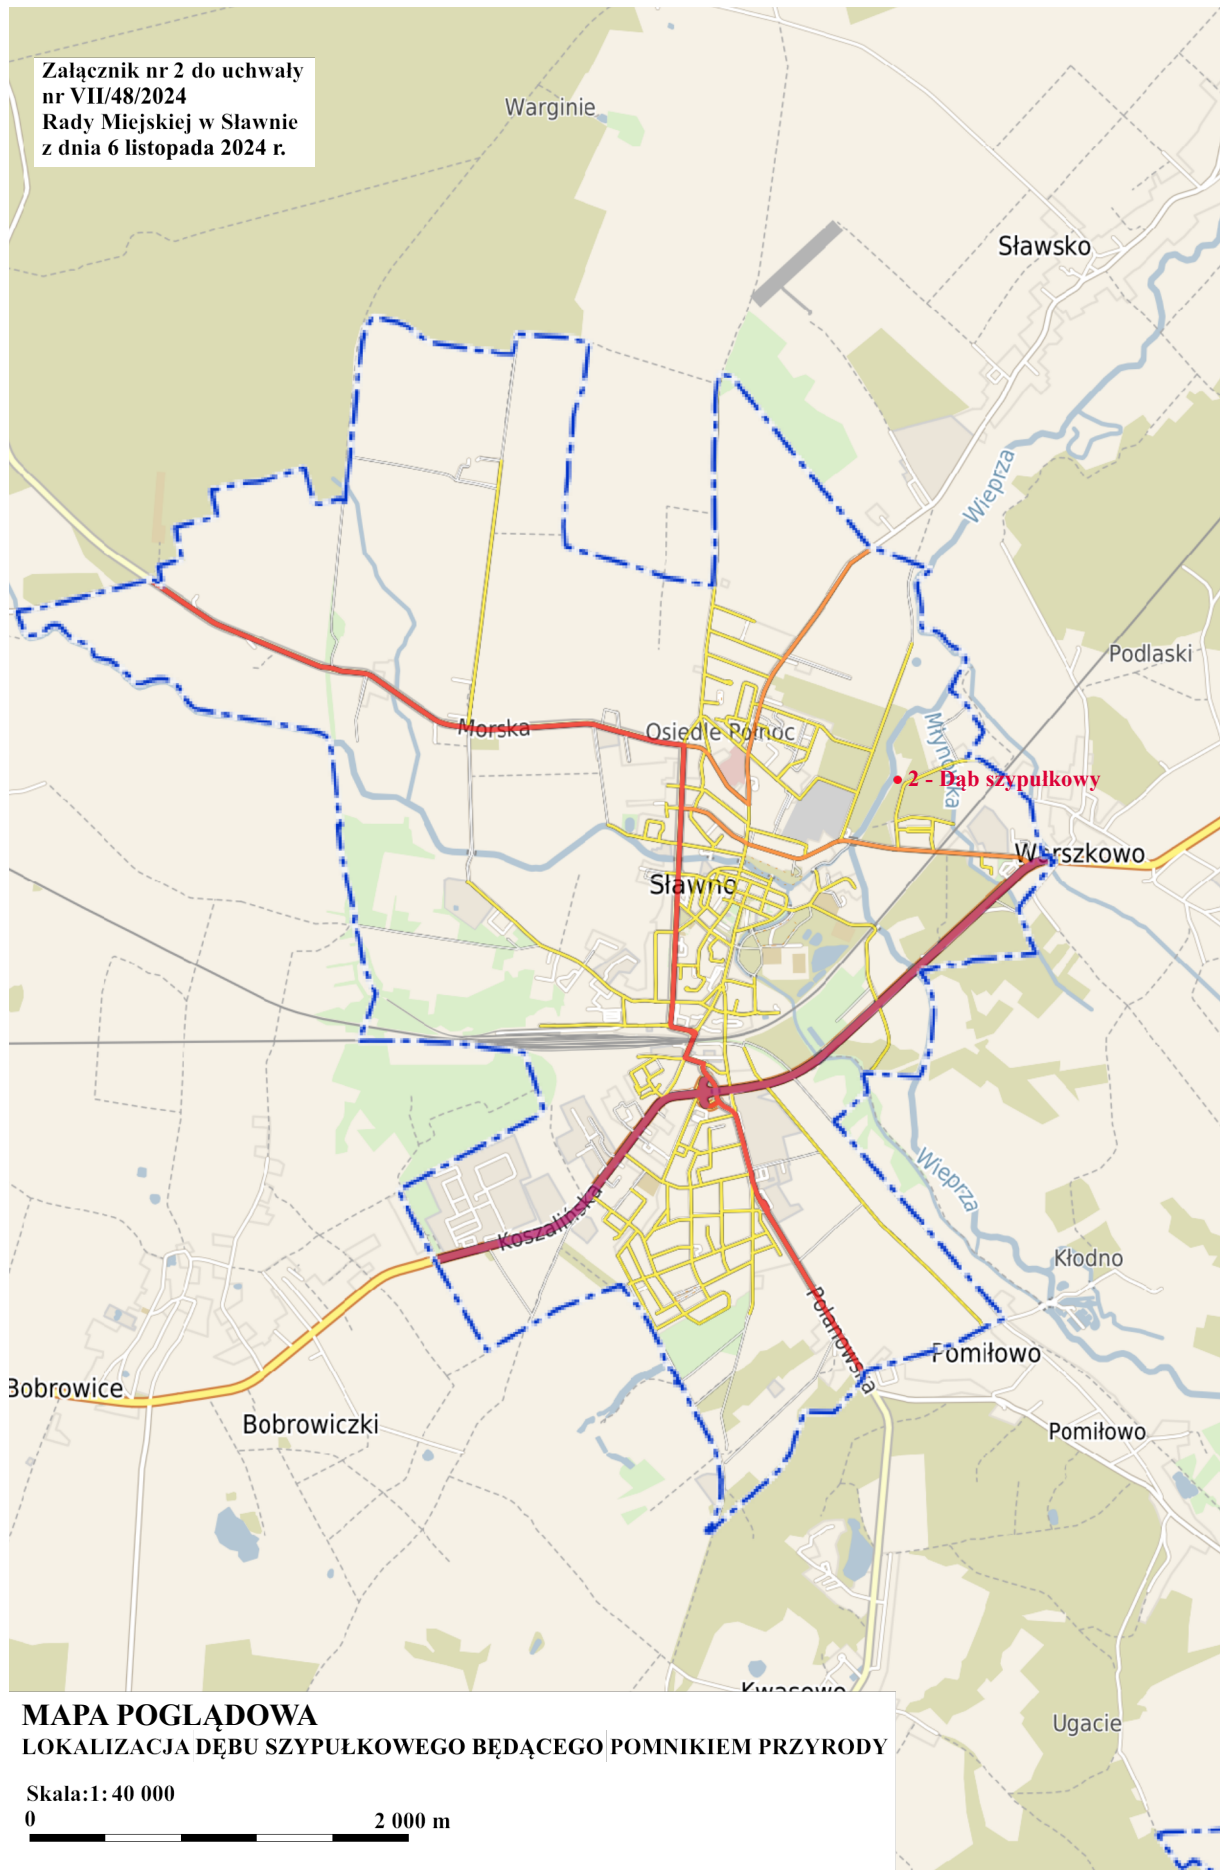 Załącznik nr 2 do uchwały
nr VII/48/2024
Rady Miejskiej w Sławnie
z dnia 6 listopada 2024 r.
Warginie
Sławsko
Wieprza
Podlaski
Morska
Osiedle Północ
Młynówka
2 - Dąb szypułkowy
Warszkowo
Sławno
Wieprza
Koszalińska
Kłodno
Polanowska
Pomiłowo
Bobrowice
Bobrowiczki
Pomiłowo
Kwasowo
Ugacie
MAPA POGLĄDOWA
LOKALIZACJA DĘBU SZYPUŁKOWEGO BĘDĄCEGO POMNIKIEM PRZYRODY
Skala:1: 40 000
0 2 000 m